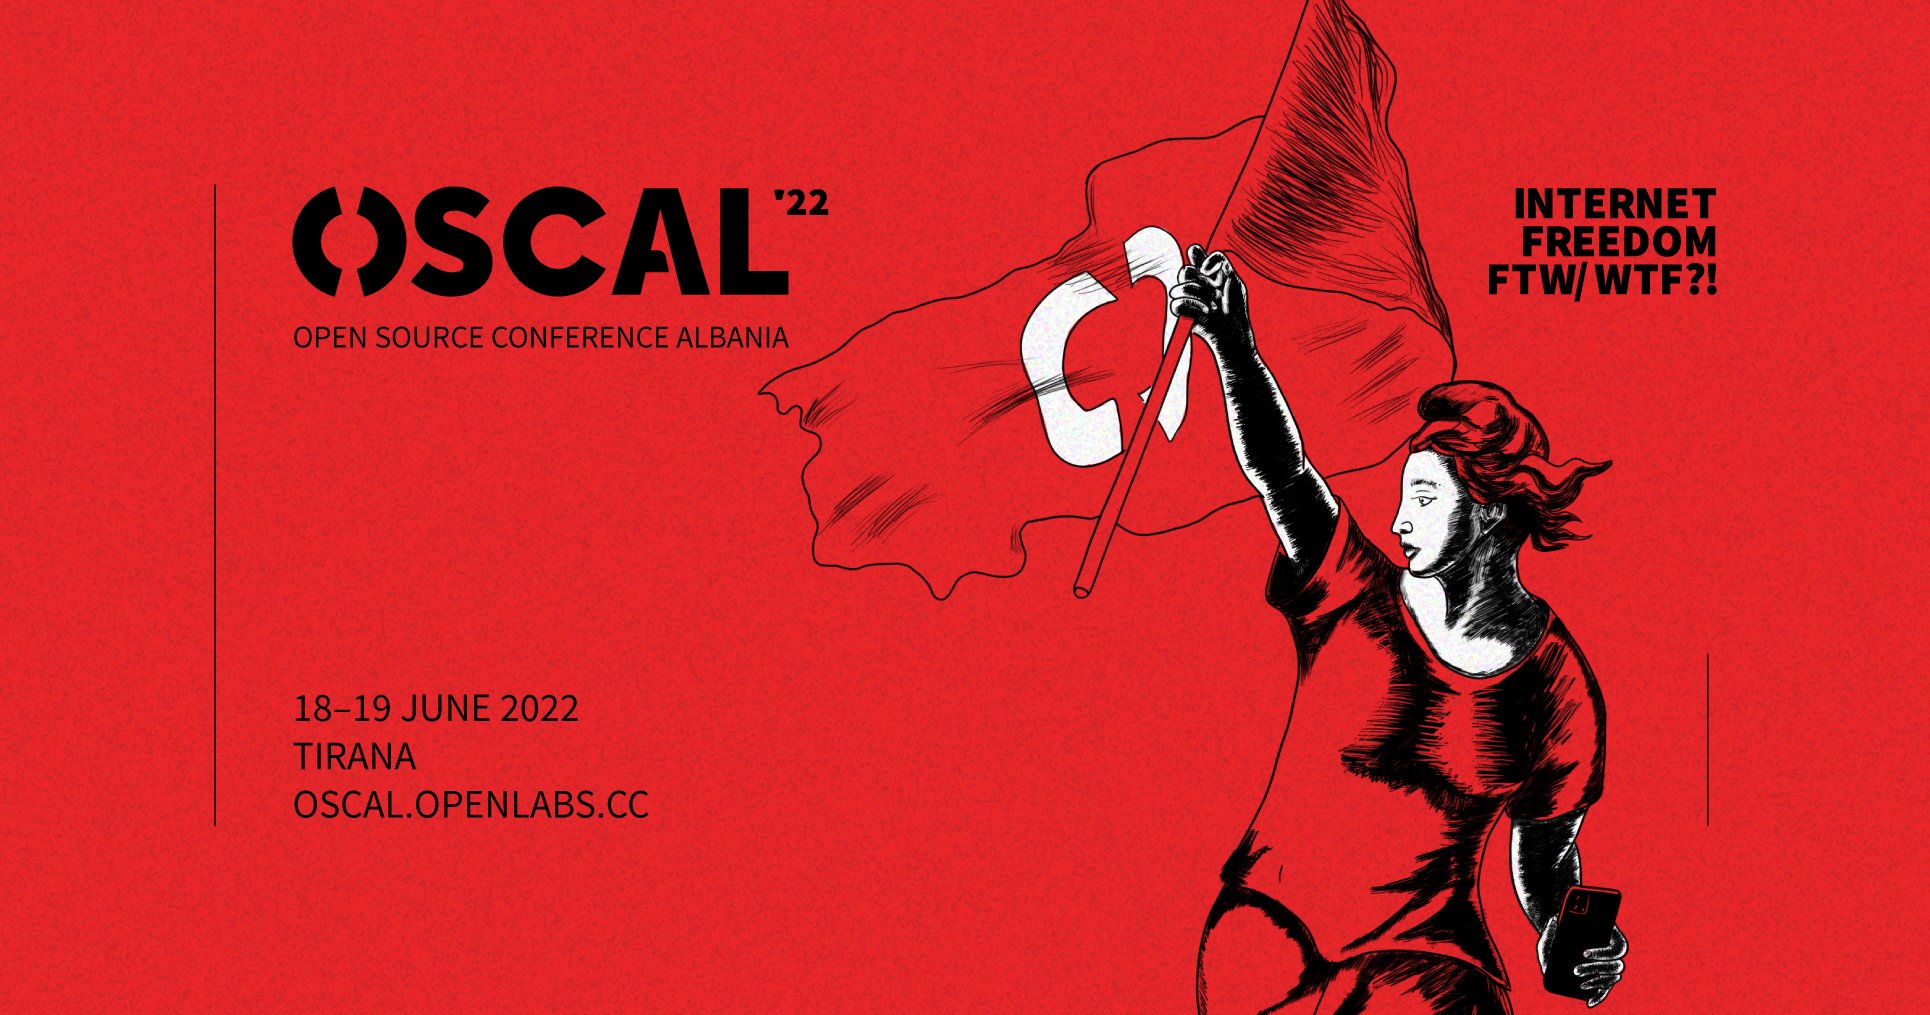 OSCAL '22
OPEN SOURCE CONFERENCE ALBANIA
INTERNET
FREEDOM
FTW/WTF?!
18–19 JUNE 2022
TIRANA
OSCAL.OPENLABS.CC